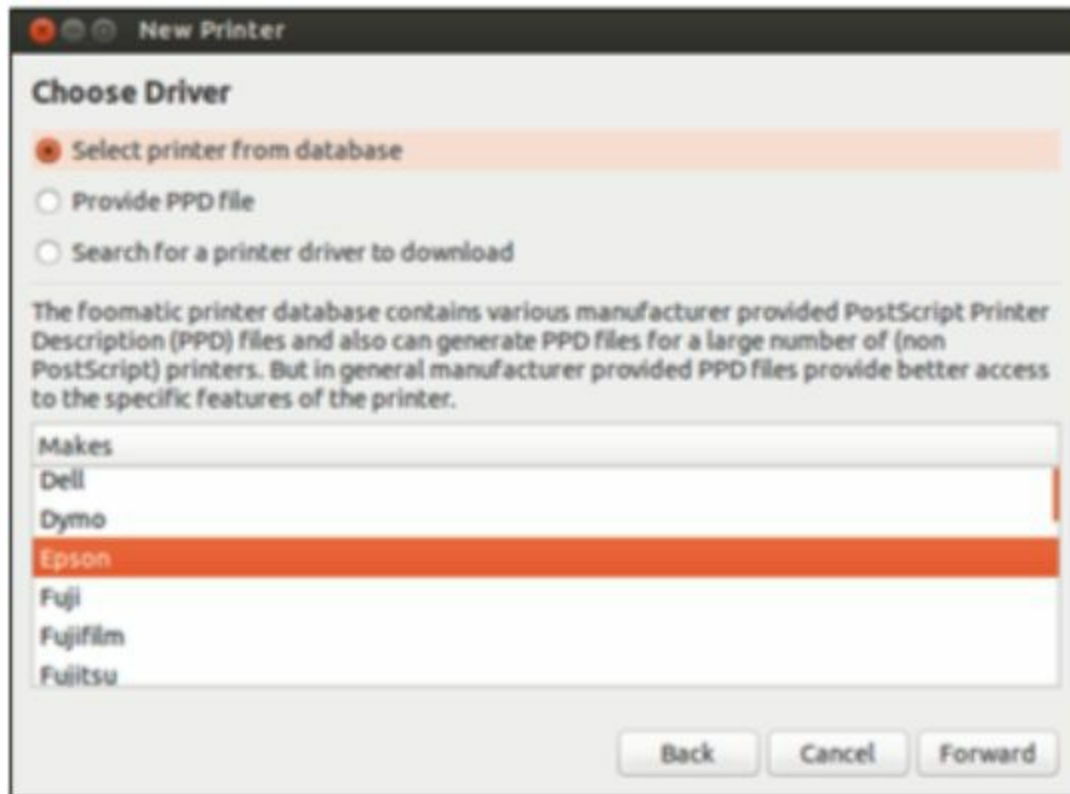 New Printer
Choose Driver
Select printer from database
Provide PPD file
Search for a printer driver to download
The foomatic printer database contains various manufacturer provided PostScript Printer
Description (PPD) files and also can generate PPD files for a large number of (non
PostScript) printers. But in general manufacturer provided PPD files provide better access
to the specific features of the printer.
Makes
Dell
Dymo
Epson
Fuji
Fujifilm
Fujitsu
Back Cancel Forward